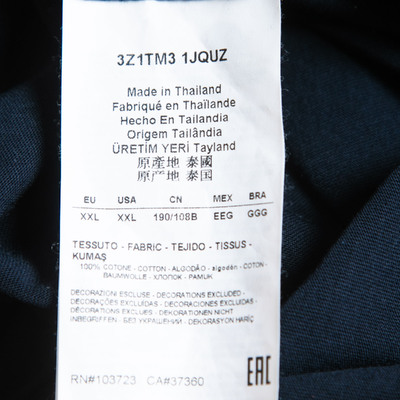 3Z1TM3 1JQUZ
Made in Thailand
Fabriqué en Thaïlande
Hecho En Tailandia
Origem Tailândia
ÜRETİM YERİ Tayland
原產地 泰國
原产地 泰国
EU USA CN MEX BRA
XXL XXL 190/108B EEG GGG
TESSUTO - FABRIC - TEJIDO - TISSUS -
KUMAŞ
100% COTONE - COTTON - ALGODÃO - algodón - COTON -
BAUMWOLLE - ХЛОПОК - PAMUK
DECORAZIONI ESCLUSE - DECORATIONS EXCLUDED -
DECORAÇÕES EXCLUIDAS - DECORACIONES EXCLUIDAS -
DÉCORATIONS EXCLUES - DEKORATIONEN NICHT
INBEGRIFFEN - БЕЗ УКРАШЕНИЙ - DEKORASYON HARİÇ
RN#103723 CA#37360
EAC